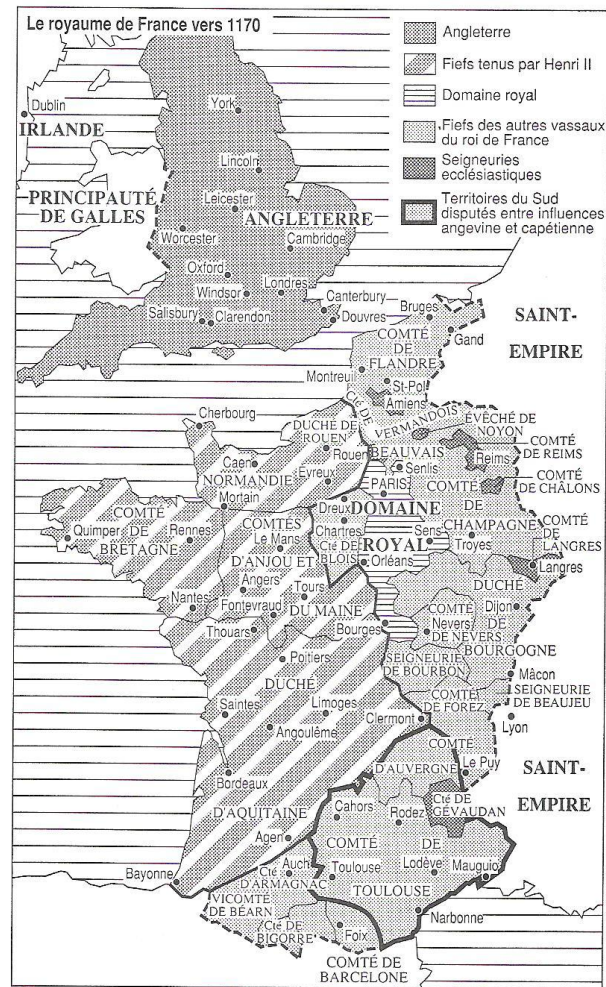 Le royaume de France vers 1170
Angleterre
Fiefs tenus par Henri II
Domaine royal
Fiefs des autres vassaux
du roi de France
Seigneuries
ecclésiastiques
Territoires du Sud
disputés entre influences
angevine et capétienne
Dublin
IRLANDE
York
Lincoln
PRINCIPAUTÉ
DE GALLES
Leicester
ANGLETERRE
Worcester
Cambridge
Oxford
Windsor
Londres
Canterbury
Salisbury
Clarendon
Douvres
Bruges
SAINT-
EMPIRE
Gand
COMTÉ
DE
FLANDRE
Montreuil
St-Pol
Amiens
Cté DE
VERMANDOIS
ÉVÊCHÉ DE
NOYON
COMTÉ
DE REIMS
Reims
COMTÉ
DE CHÂLONS
Cherbourg
DUCHÉ
DE
ROUEN
Rouen
BEAUVAIS
Senlis
Caen
NORMANDIE
Évreux
PARIS
Mortain
Dreux
DOMAINE
ROYAL
COMTÉ
DE
CHAMPAGNE
COMTÉ
DE
BRETAGNE
Quimper
Rennes
COMTÉS
D'ANJOU ET
DU MAINE
Le Mans
Chartres
Cté DE
BLOIS
Sens
Troyes
COMTÉ
DE
LANGRES
Orléans
Langres
Angers
Tours
Nantes
Fontevraud
DUCHÉ
DE
BOURGOGNE
Dijon
Thouars
Bourges
COMTÉ
DE NEVERS
Nevers
Poitiers
DUCHÉ
D'AQUITAINE
SEIGNEURIE
DE BOURBON
Mâcon
SEIGNEURIE
DE BEAUJEU
Saintes
Limoges
Clermont
COMTÉ
DE FOREZ
Lyon
Angoulême
COMTÉ
D'AUVERGNE
Le Puy
SAINT-
EMPIRE
Bordeaux
Cté DE
GÉVAUDAN
Cahors
Rodez
Agen
COMTÉ
DE
TOULOUSE
Bayonne
Auch
Cté
D'ARMAGNAC
Toulouse
Lodève
Mauguio
VICOMTÉ
DE BÉARN
Cté DE
BIGORRE
Narbonne
Foix
COMTÉ DE
BARCELONE